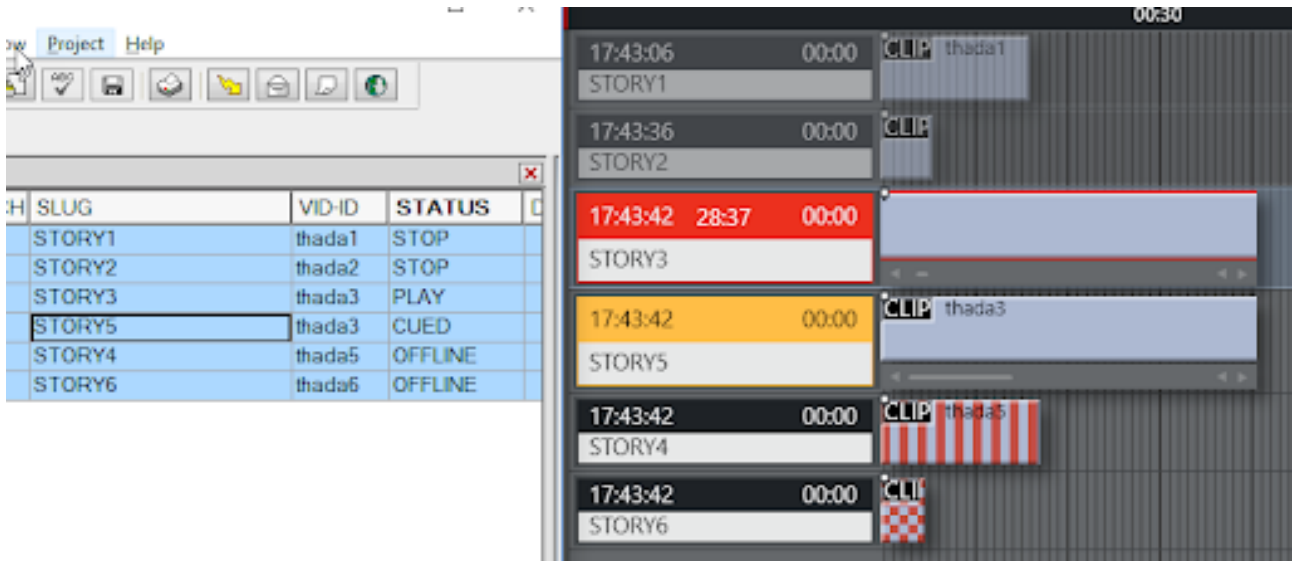 Project Help
ABC
SLUG VID-ID STATUS
STORY1 thada1 STOP
STORY2 thada2 STOP
STORY3 thada3 PLAY
STORY5 thada3 CUED
STORY4 thada5 OFFLINE
STORY6 thada6 OFFLINE
00:30
17:43:06 00:00 CLIP thada1
STORY1
17:43:36 00:00 CLIP
STORY2
17:43:42 28:37 00:00
STORY3
17:43:42 00:00 CLIP thada3
STORY5
17:43:42 00:00 CLIP thada5
STORY4
17:43:42 00:00 CLI
STORY6